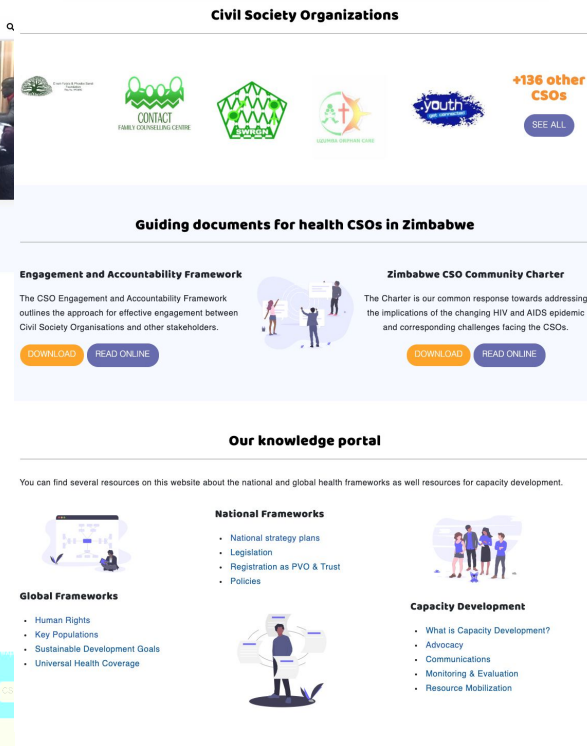 Civil Society Organizations
CONTACT
FAMILY COUNSELLING CENTRE
SWRGN
UZUMBA ORPHAN CARE
youth
get connected
+136 other
CSOs
SEE ALL
Guiding documents for health CSOs in Zimbabwe
Engagement and Accountability Framework
The CSO Engagement and Accountability Framework
outlines the approach for effective engagement between
Civil Society Organisations and other stakeholders.
DOWNLOAD READ ONLINE
Zimbabwe CSO Community Charter
The Charter is our common response towards addressing
the implications of the changing HIV and AIDS epidemic
and corresponding challenges facing the CSOs.
DOWNLOAD READ ONLINE
Our knowledge portal
You can find several resources on this website about the national and global health frameworks as well resources for capacity development.
Global Frameworks
Human Rights
Key Populations
Sustainable Development Goals
Universal Health Coverage
National Frameworks
National strategy plans
Legislation
Registration as PVO & Trust
Policies
Capacity Development
What is Capacity Development?
Advocacy
Communications
Monitoring & Evaluation
Resource Mobilization